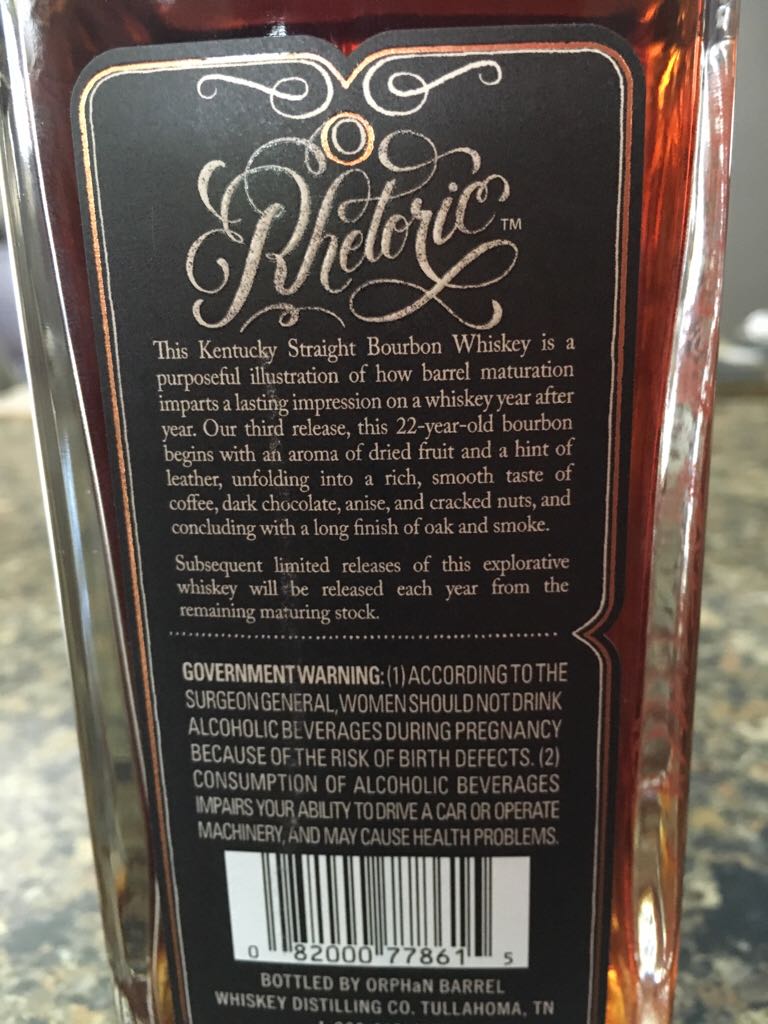 Rhetoric™
This Kentucky Straight Bourbon Whiskey is a
purposeful illustration of how barrel maturation
imparts a lasting impression on a whiskey year after
year. Our third release, this 22-year-old bourbon
begins with an aroma of dried fruit and a hint of
leather, unfolding into a rich, smooth taste of
coffee, dark chocolate, anise, and cracked nuts, and
concluding with a long finish of oak and smoke.
Subsequent limited releases of this explorative
whiskey will be released each year from the
remaining maturing stock.
GOVERNMENT WARNING: (1) ACCORDING TO THE
SURGEON GENERAL, WOMEN SHOULD NOT DRINK
ALCOHOLIC BEVERAGES DURING PREGNANCY
BECAUSE OF THE RISK OF BIRTH DEFECTS. (2)
CONSUMPTION OF ALCOHOLIC BEVERAGES
IMPAIRS YOUR ABILITY TO DRIVE A CAR OR OPERATE
MACHINERY, AND MAY CAUSE HEALTH PROBLEMS.
0 82000 77861 5
BOTTLED BY ORPHaN BARREL
WHISKEY DISTILLING CO. TULLAHOMA, TN